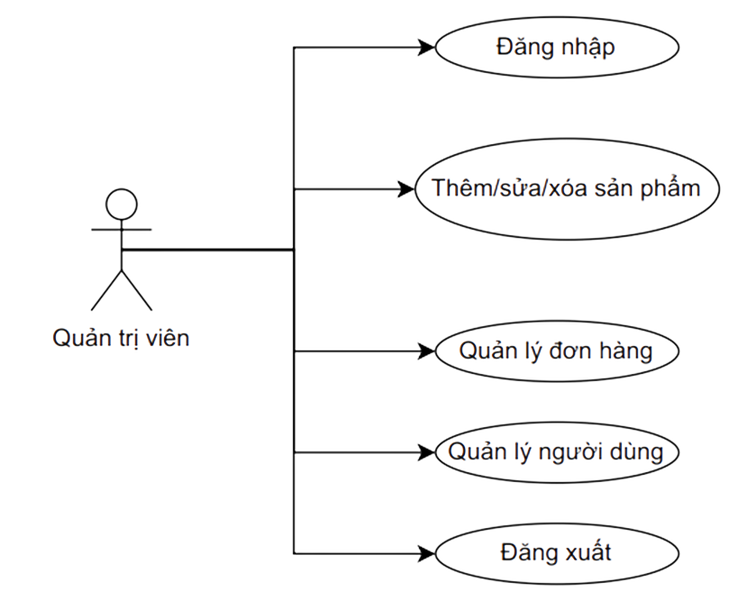 Đăng nhập
Thêm/sửa/xóa sản phẩm
Quản trị viên
Quản lý đơn hàng
Quản lý người dùng
Đăng xuất